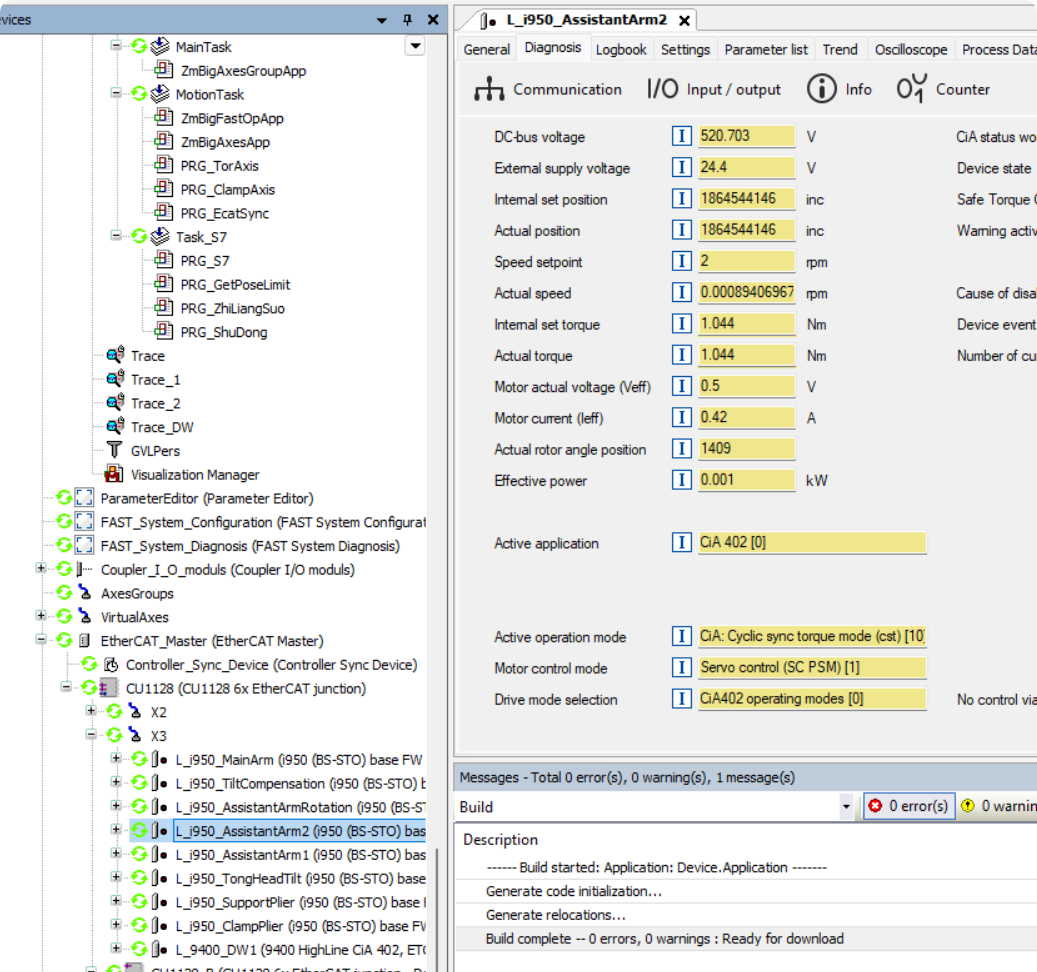 evices
MainTask
ZmBigAxesGroupApp
MotionTask
ZmBigFastOpApp
ZmBigAxesApp
PRG_TorAxis
PRG_ClampAxis
PRG_EcatSync
Task_S7
PRG_S7
PRG_GetPoseLimit
PRG_ZhiLiangSuo
PRG_ShuDong
Trace
Trace_1
Trace_2
Trace_DW
GVLPers
Visualization Manager
ParameterEditor (Parameter Editor)
FAST_System_Configuration (FAST System Configurat
FAST_System_Diagnosis (FAST System Diagnosis)
Coupler_I_O_moduls (Coupler I/O moduls)
AxesGroups
VirtualAxes
EtherCAT_Master (EtherCAT Master)
Controller_Sync_Device (Controller Sync Device)
CU1128 (CU1128 6x EtherCAT junction)
X2
X3
L_i950_MainArm (i950 (BS-STO) base FW
L_i950_TiltCompensation (i950 (BS-STO) b
L_i950_AssistantArmRotation (i950 (BS-ST
L_i950_AssistantArm2 (i950 (BS-STO) bas
L_i950_AssistantArm1 (i950 (BS-STO) bas
L_i950_TongHeadTilt (i950 (BS-STO) base
L_i950_SupportPlier (i950 (BS-STO) base
L_i950_ClampPlier (i950 (BS-STO) base FW
L_9400_DW1 (9400 HighLine CiA 402, ETC
L_i950_AssistantArm2
General Diagnosis Logbook Settings Parameter list Trend Oscilloscope Process Data
Communication I/O Input / output Info Counter
DC-bus voltage I 520.703 V CiA status wo
External supply voltage I 24.4 V Device state
Internal set position I 1864544146 inc Safe Torque
Actual position I 1864544146 inc Warning activ
Speed setpoint I 2 rpm
Actual speed I 0.00089406967 rpm Cause of disa
Internal set torque I 1.044 Nm Device event
Actual torque I 1.044 Nm Number of cu
Motor actual voltage (Veff) I 0.5 V
Motor current (Ieff) I 0.42 A
Actual rotor angle position I 1409
Effective power I 0.001 kW
Active application I CiA 402 [0]
Active operation mode I CiA: Cyclic sync torque mode (cst) [10]
Motor control mode I Servo control (SC PSM) [1]
Drive mode selection I CiA402 operating modes [0] No control via
Messages - Total 0 error(s), 0 warning(s), 1 message(s)
Build 0 error(s) 0 warnin
Description
------ Build started: Application: Device.Application -------
Generate code initialization...
Generate relocations...
Build complete -- 0 errors, 0 warnings : Ready for download